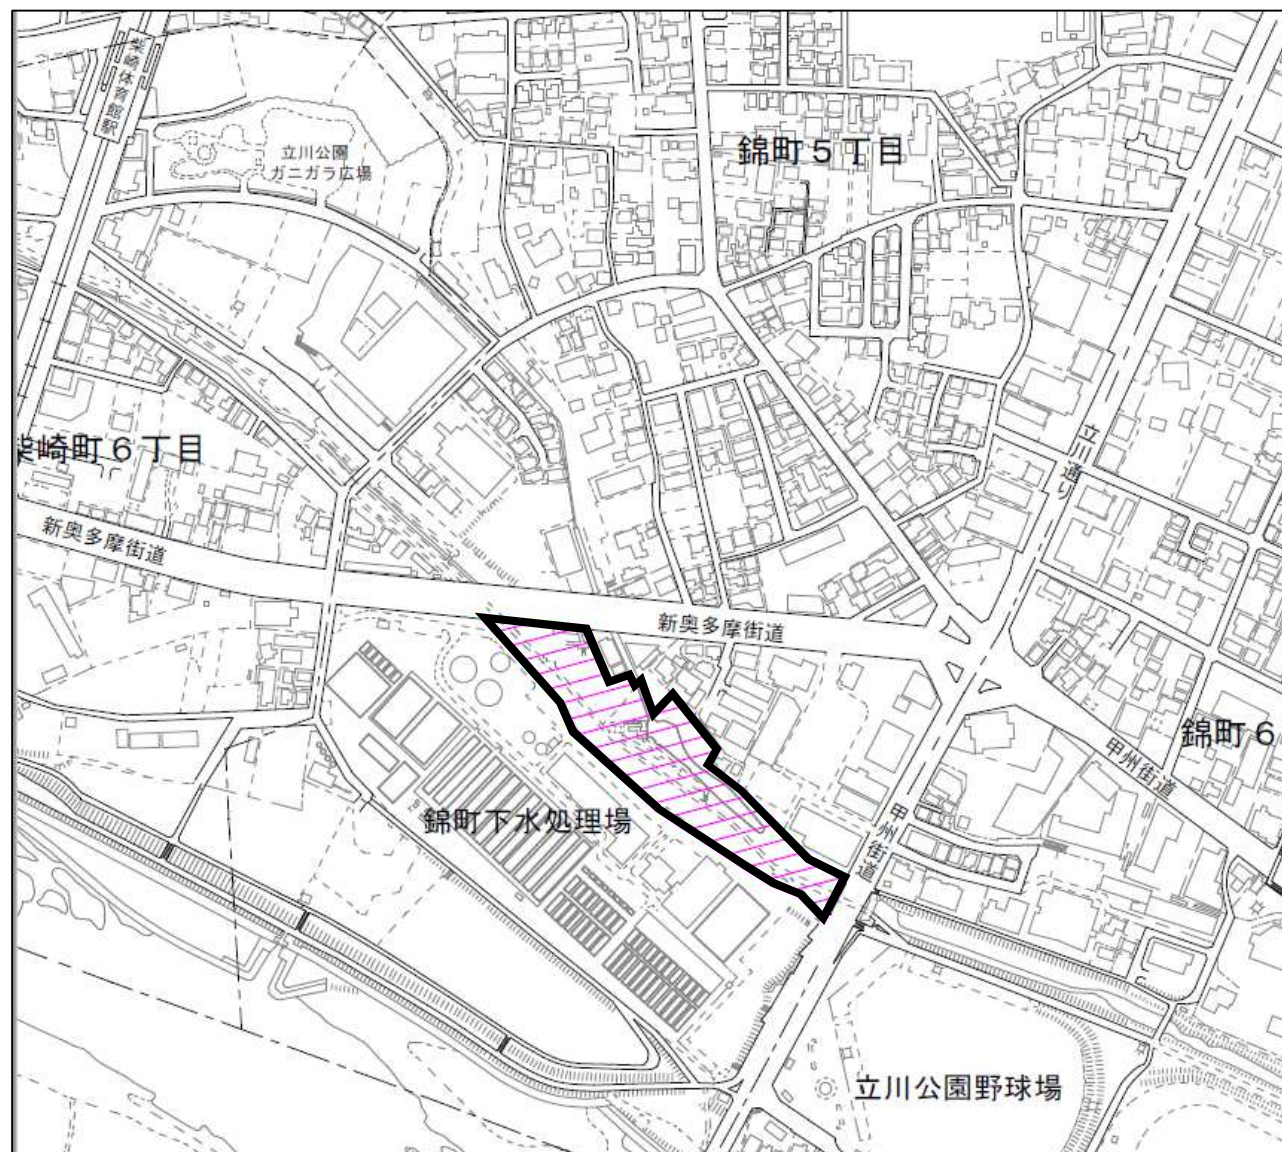 柴崎体育館駅
立川公園
ガニガラ広場
錦町５丁目
柴崎町６丁目
立川通り
新奥多摩街道
新奥多摩街道
錦町６
甲州街道
錦町下水処理場
甲州街道
立川公園野球場